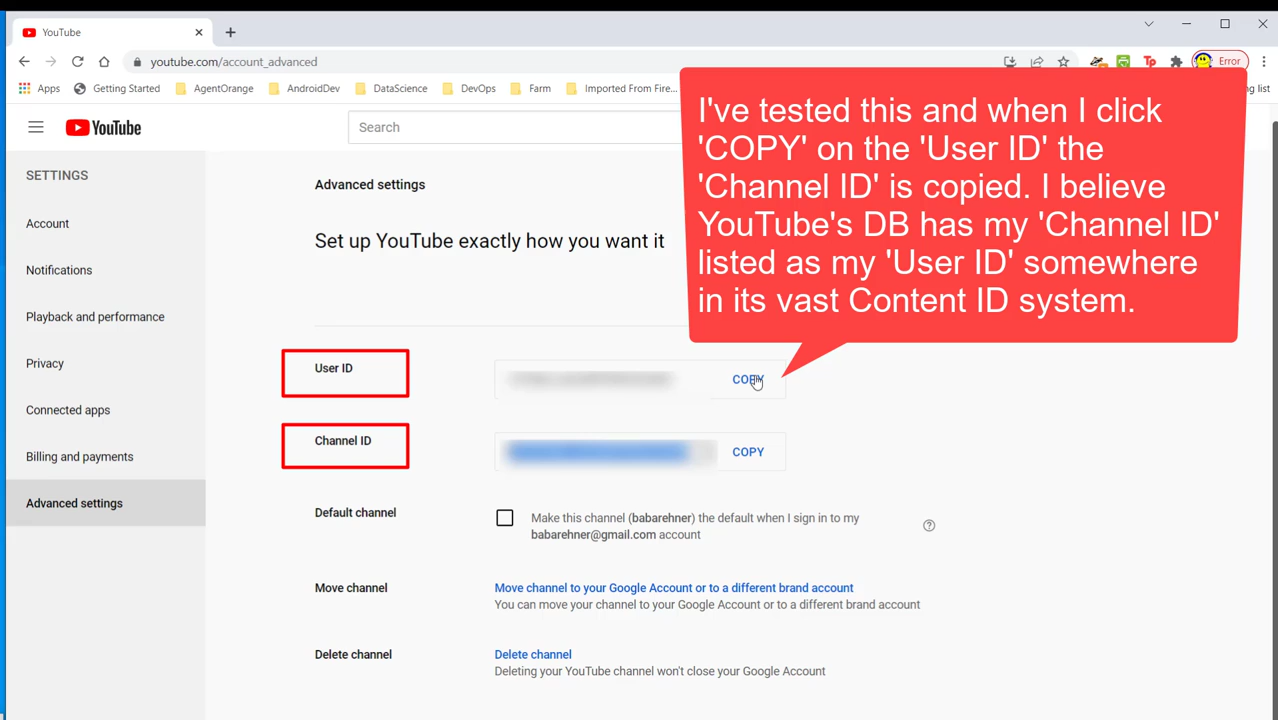 YouTube
youtube.com/account_advanced
Error
Apps
Getting Started
AgentOrange
AndroidDev
DataScience
DevOps
Farm
Imported From Fire...
ing list
YouTube
Search
I've tested this and when I click
'COPY' on the 'User ID' the
'Channel ID' is copied. I believe
YouTube's DB has my 'Channel ID'
listed as my 'User ID' somewhere
in its vast Content ID system.
SETTINGS
Account
Notifications
Playback and performance
Privacy
Connected apps
Billing and payments
Advanced settings
Advanced settings
Set up YouTube exactly how you want it
User ID
COPY
Channel ID
COPY
Default channel
Make this channel (babarehner) the default when I sign in to my
babarehner@gmail.com account
Move channel
Move channel to your Google Account or to a different brand account
You can move your channel to your Google Account or to a different brand account
Delete channel
Delete channel
Deleting your YouTube channel won't close your Google Account